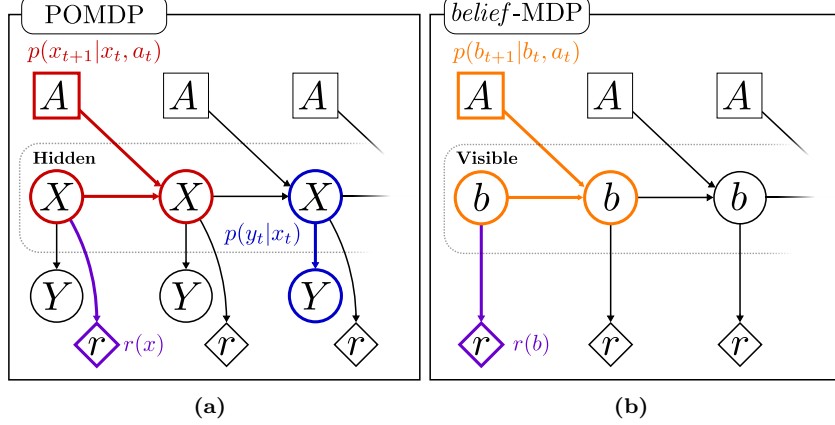 POMDP
p(x_{t+1}|x_t, a_t)
A A A
Hidden
X X X
p(y_t|x_t)
Y Y Y
r r(x) r r
(a)
belief-MDP
p(b_{t+1}|b_t, a_t)
A A A
Visible
b b b
r r(b) r r
(b)